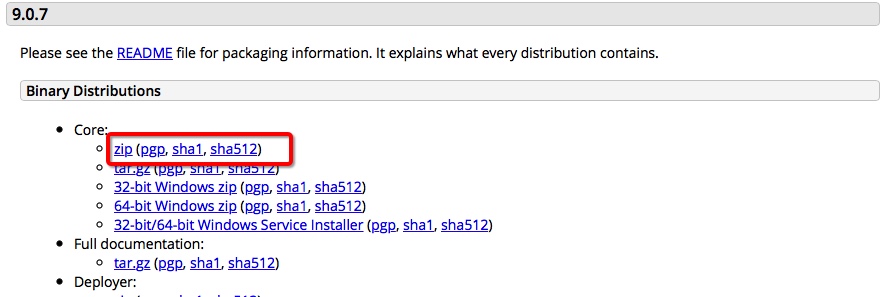 9.0.7
Please see the README file for packaging information. It explains what every distribution contains.
Binary Distributions
Core:
zip (pgp, sha1, sha512)
tar.gz (pgp, sha1, sha512)
32-bit Windows zip (pgp, sha1, sha512)
64-bit Windows zip (pgp, sha1, sha512)
32-bit/64-bit Windows Service Installer (pgp, sha1, sha512)
Full documentation:
tar.gz (pgp, sha1, sha512)
Deployer: